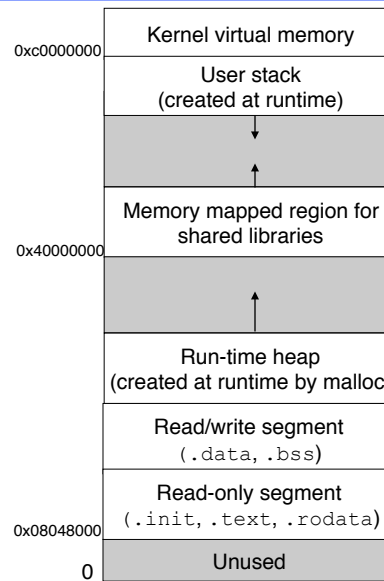 0xc0000000
Kernel virtual memory
User stack
(created at runtime)
Memory mapped region for
shared libraries
0x40000000
Run-time heap
(created at runtime by malloc
Read/write segment
(.data, .bss)
Read-only segment
(.init, .text, .rodata)
0x08048000
Unused
0